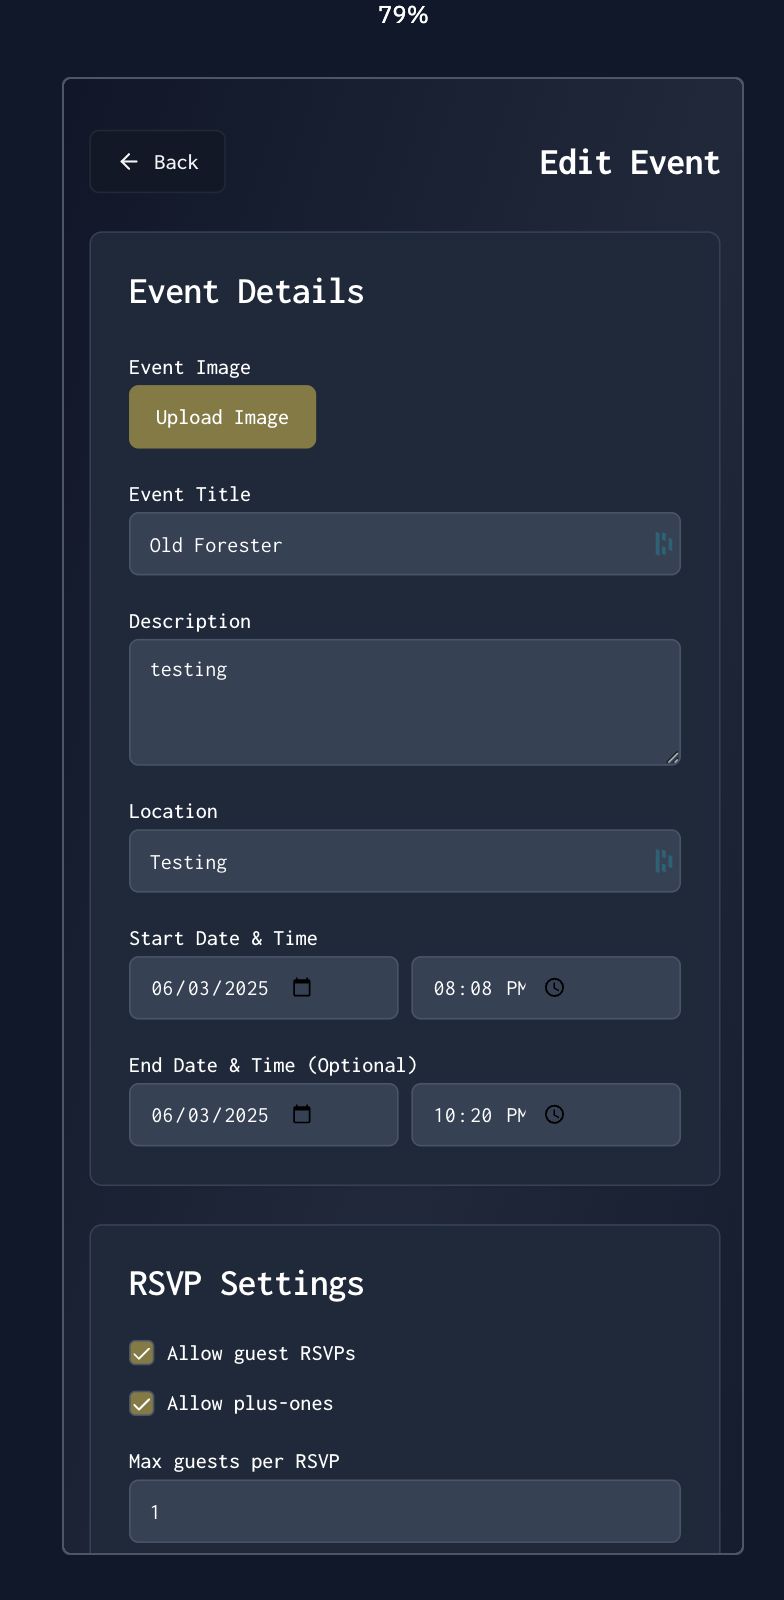 79%
Back
Edit Event
Event Details
Event Image
Upload Image
Event Title
Old Forester
Description
testing
Location
Testing
Start Date & Time
06/03/2025 08:08 PM
End Date & Time (Optional)
06/03/2025 10:20 PM
RSVP Settings
Allow guest RSVPs
Allow plus-ones
Max guests per RSVP
1